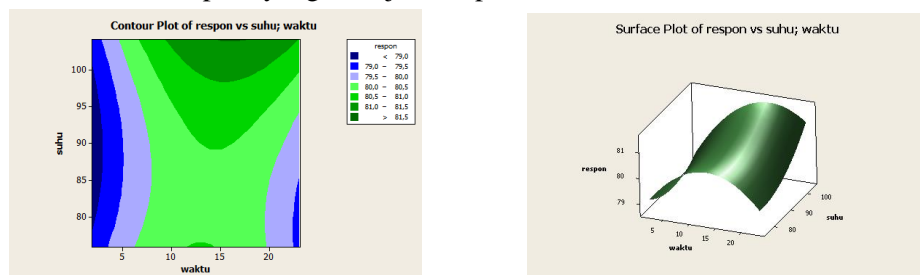 Contour Plot of respon vs suhu; waktu
respon
< 79,0
79,0 – 79,5
79,5 – 80,0
80,0 – 80,5
80,5 – 81,0
81,0 – 81,5
> 81,5
suhu
100
95
90
85
80
5
10
15
20
waktu
Surface Plot of respon vs suhu; waktu
respon
81
80
79
5
10
15
20
waktu
80
90
100
suhu